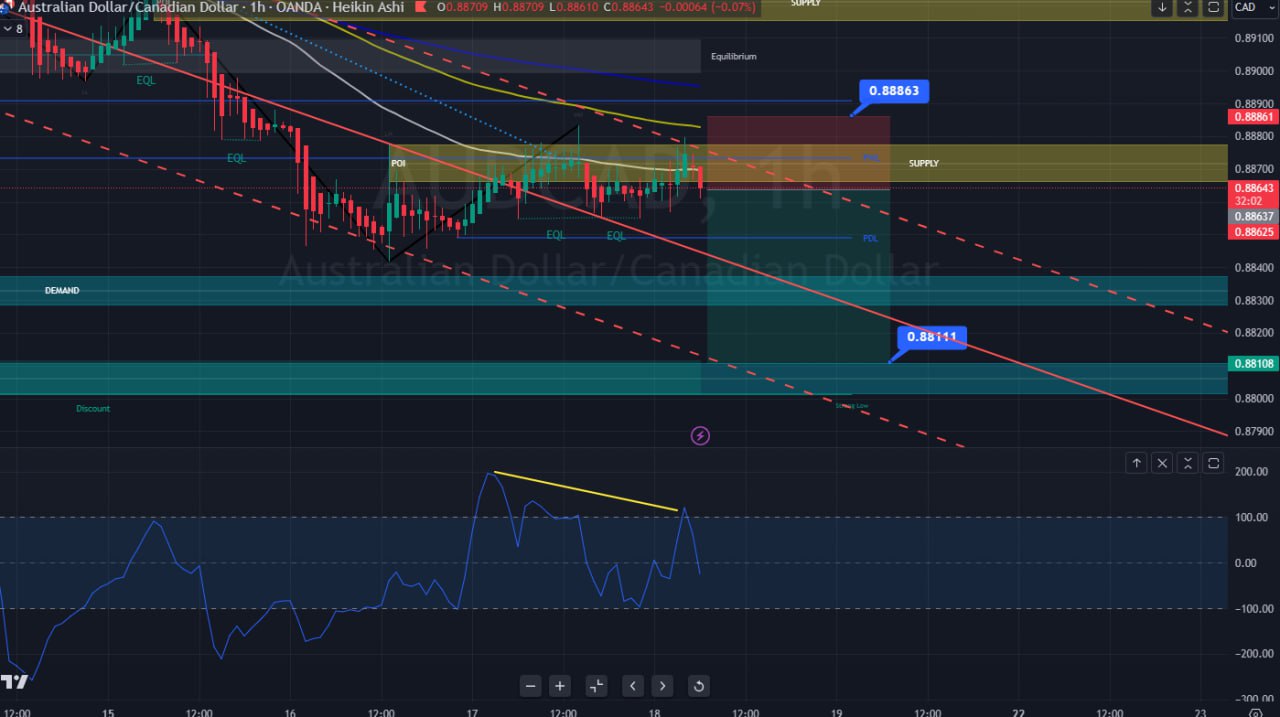 Australian Dollar/Canadian Dollar · 1h · OANDA · Heikin Ashi O0.88709 H0.88709 L0.88610 C0.88643 −0.00064 (−0.07%)
SUPPLY
CAD
8
0.89100
Equilibrium
0.89000
EQL
0.88863
0.88900
0.88861
0.88800
EQL
POI
SUPPLY
0.88700
AUDCAD, 1h
0.88643
32:02
0.88637
0.88625
EQL
EQL
PDL
Australian Dollar/Canadian Dollar
0.88400
DEMAND
0.88300
0.88200
0.88111
0.88108
0.88000
Discount
Strong Low
0.87900
200.00
100.00
0.00
−100.00
−200.00
−300.00
12:00
15
12:00
16
12:00
17
12:00
18
12:00
19
12:00
22
12:00
23